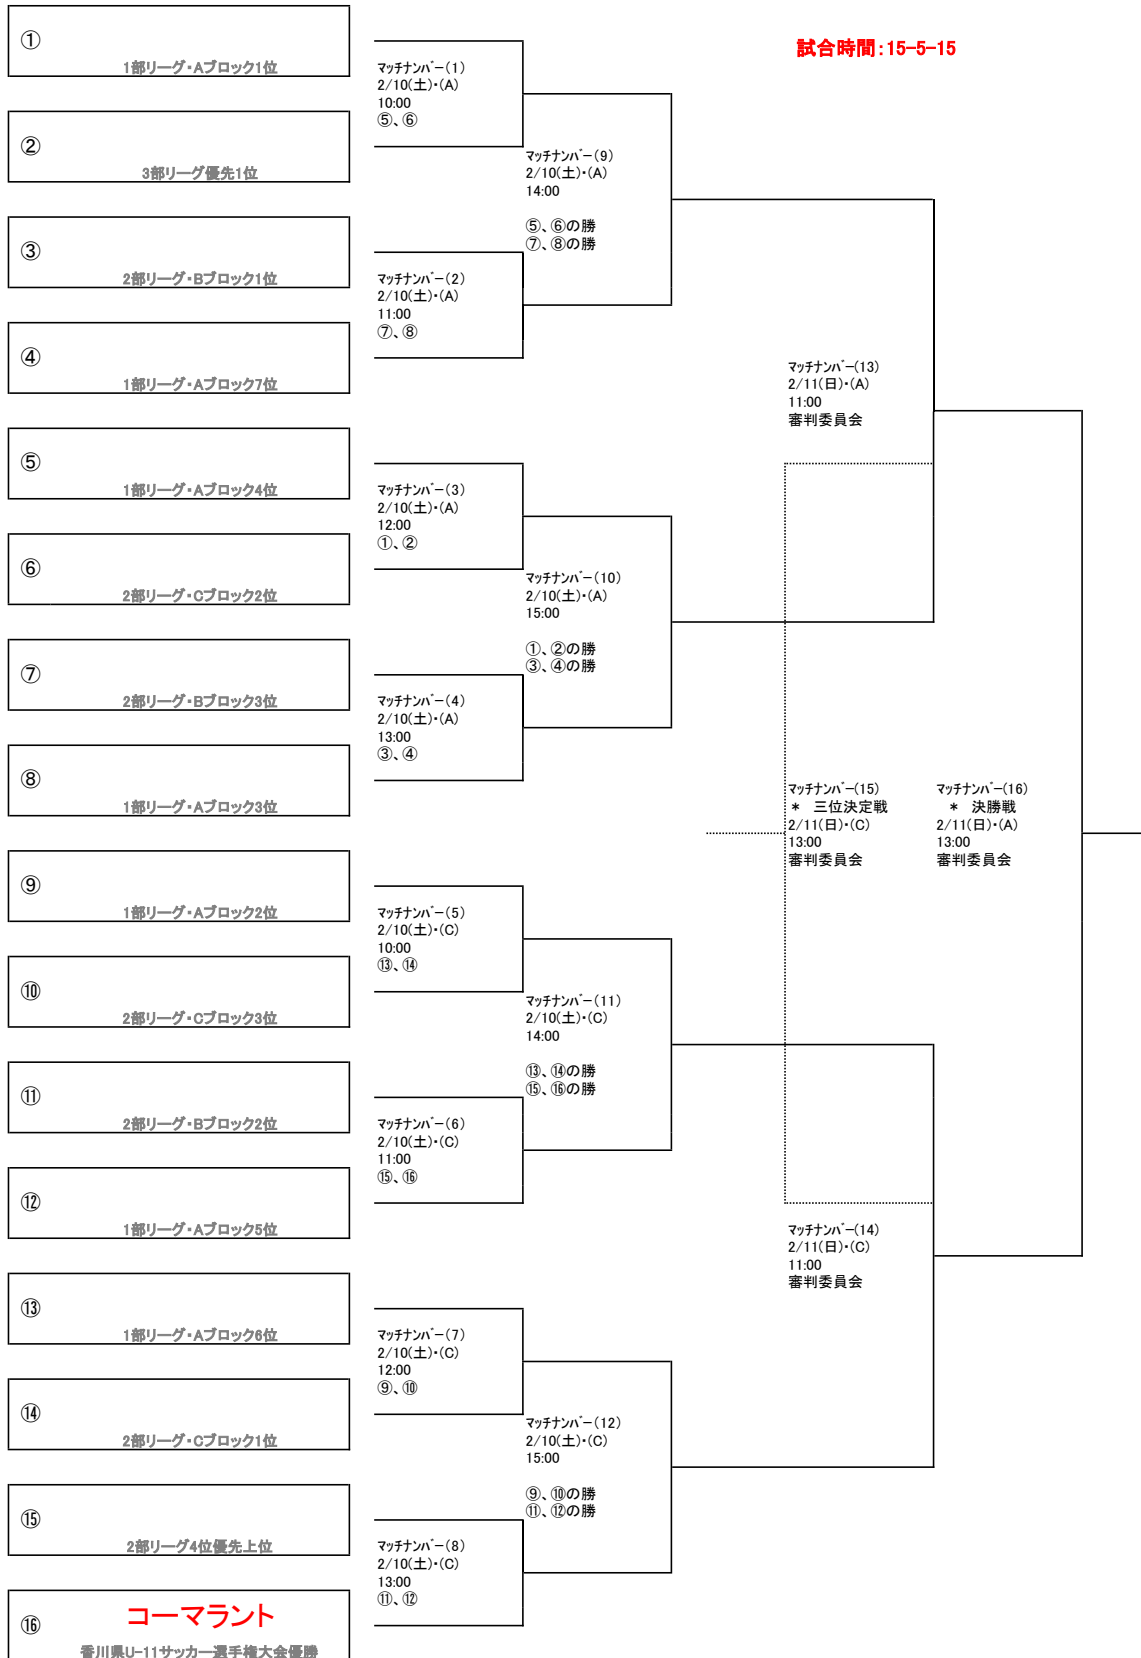 ①
1部リーグ・Aブロック1位
②
3部リーグ優先1位
③
2部リーグ・Bブロック1位
④
1部リーグ・Aブロック7位
⑤
1部リーグ・Aブロック4位
⑥
2部リーグ・Cブロック2位
⑦
2部リーグ・Bブロック3位
⑧
1部リーグ・Aブロック3位
⑨
1部リーグ・Aブロック2位
⑩
2部リーグ・Cブロック3位
⑪
2部リーグ・Bブロック2位
⑫
1部リーグ・Aブロック5位
⑬
1部リーグ・Aブロック6位
⑭
2部リーグ・Cブロック1位
⑮
2部リーグ4位優先上位
⑯
コーマラント
香川県U-11サッカー選手権大会優勝
マッチナンバー(1)
2/10(土)・(A)
10:00
⑤、⑥
マッチナンバー(2)
2/10(土)・(A)
11:00
⑦、⑧
マッチナンバー(3)
2/10(土)・(A)
12:00
①、②
マッチナンバー(4)
2/10(土)・(A)
13:00
③、④
マッチナンバー(5)
2/10(土)・(C)
10:00
⑬、⑭
マッチナンバー(6)
2/10(土)・(C)
11:00
⑮、⑯
マッチナンバー(7)
2/10(土)・(C)
12:00
⑨、⑩
マッチナンバー(8)
2/10(土)・(C)
13:00
⑪、⑫
マッチナンバー(9)
2/10(土)・(A)
14:00
⑤、⑥の勝
⑦、⑧の勝
マッチナンバー(10)
2/10(土)・(A)
15:00
①、②の勝
③、④の勝
マッチナンバー(11)
2/10(土)・(C)
14:00
⑬、⑭の勝
⑮、⑯の勝
マッチナンバー(12)
2/10(土)・(C)
15:00
⑨、⑩の勝
⑪、⑫の勝
試合時間:15-5-15
マッチナンバー(13)
2/11(日)・(A)
11:00
審判委員会
マッチナンバー(15)
* 三位決定戦
2/11(日)・(C)
13:00
審判委員会
マッチナンバー(16)
* 決勝戦
2/11(日)・(A)
13:00
審判委員会
マッチナンバー(14)
2/11(日)・(C)
11:00
審判委員会